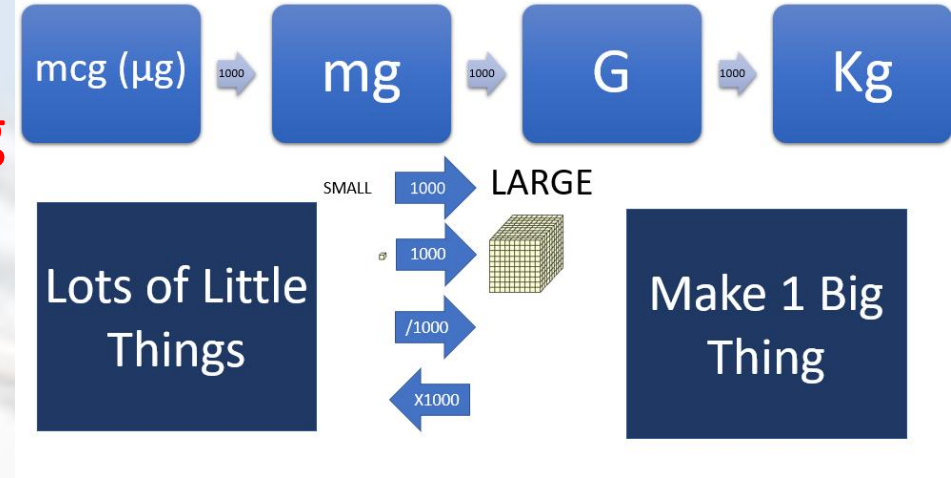 mcg (µg) 1000 mg 1000 G 1000 Kg
g
SMALL 1000 LARGE
1000
Lots of Little
Things
/1000
X1000
Make 1 Big
Thing